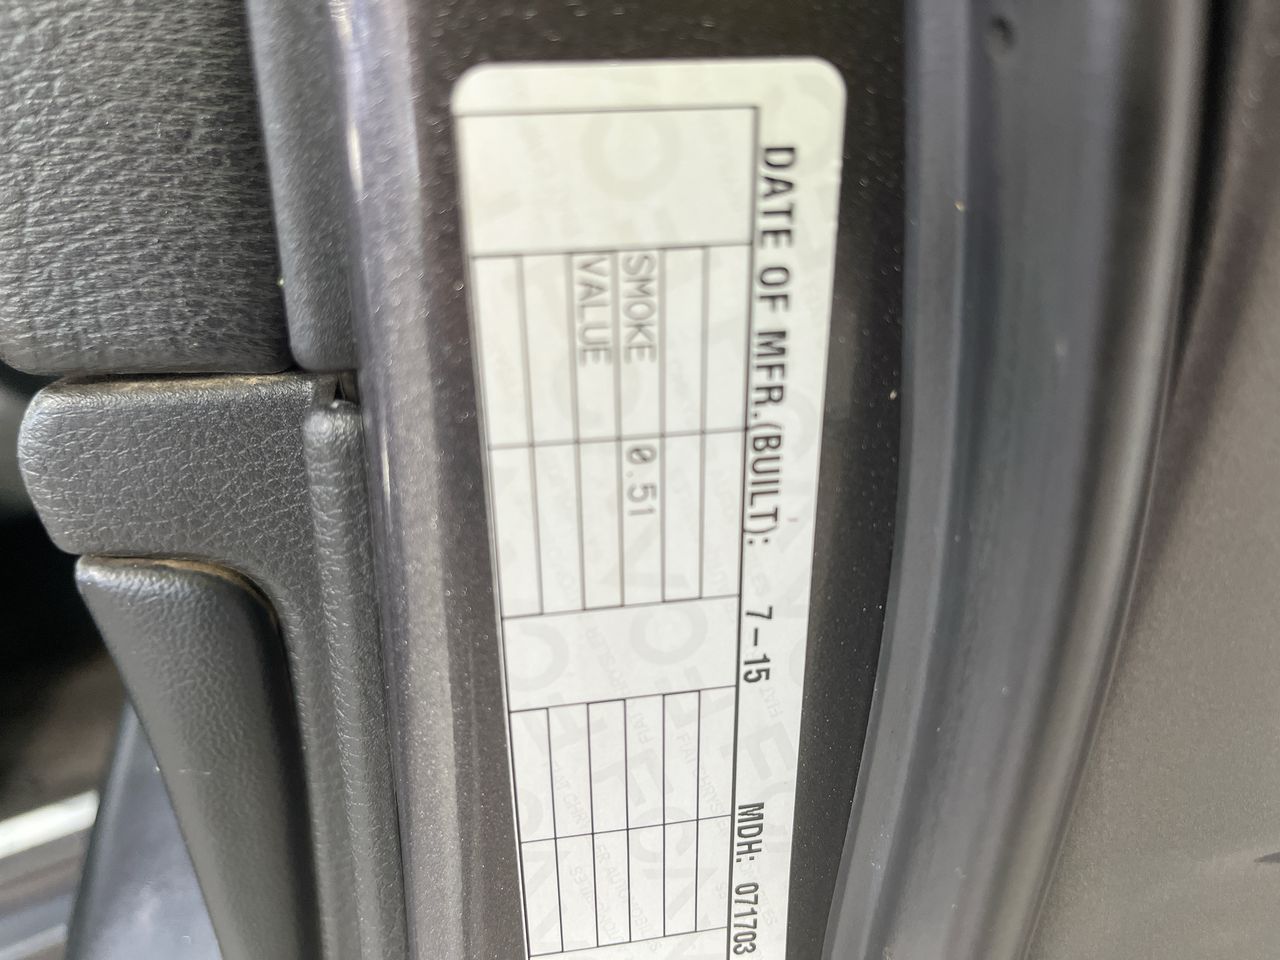 DATE OF MFR.(BUILT): 7-15 MDH: 071703
SMOKE 0.51
VALUE